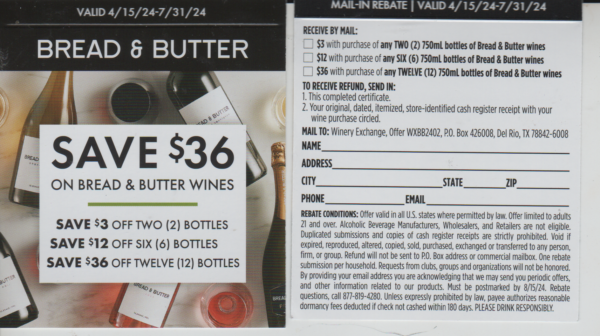 VALID 4/15/24-7/31/24
BREAD & BUTTER
SAVE $36
ON BREAD & BUTTER WINES
SAVE $3 OFF TWO (2) BOTTLES
SAVE $12 OFF SIX (6) BOTTLES
SAVE $36 OFF TWELVE (12) BOTTLES
BREAD & BUTTER
MAIL-IN REBATE | VALID 4/15/24-7/31/24
RECEIVE BY MAIL:
$3 with purchase of any TWO (2) 750mL bottles of Bread & Butter wines
$12 with purchase of any SIX (6) 750mL bottles of Bread & Butter wines
$36 with purchase of any TWELVE (12) 750mL bottles of Bread & Butter wines
TO RECEIVE REFUND, SEND IN:
1. This completed certificate.
2. Your original, dated, itemized, store-identified cash register receipt with your
wine purchase circled.
MAIL TO: Winery Exchange, Offer WXBB2402, P.O. Box 426008, Del Rio, TX 78842-6008
NAME
ADDRESS
CITY STATE ZIP
PHONE EMAIL
REBATE CONDITIONS: Offer valid in all U.S. states where permitted by law. Offer limited to adults
21 and over. Alcoholic Beverage Manufacturers, Wholesalers, and Retailers are not eligible.
Duplicated submissions and copies of cash register receipts are strictly prohibited. Void if
expired, reproduced, altered, copied, sold, purchased, exchanged or transferred to any person,
firm, or group. Refund will not be sent to P.O. Box address or commercial mailbox. One rebate
submission per household. Requests from clubs, groups and organizations will not be honored.
By providing your email address you are acknowledging that we may send you periodic offers,
and other information related to our products. Must be postmarked by 8/15/24. Rebate
questions, call 877-819-4280. Unless expressly prohibited by law, payee authorizes reasonable
dormancy fees deducted if check not cashed within 180 days. PLEASE DRINK RESPONSIBLY.